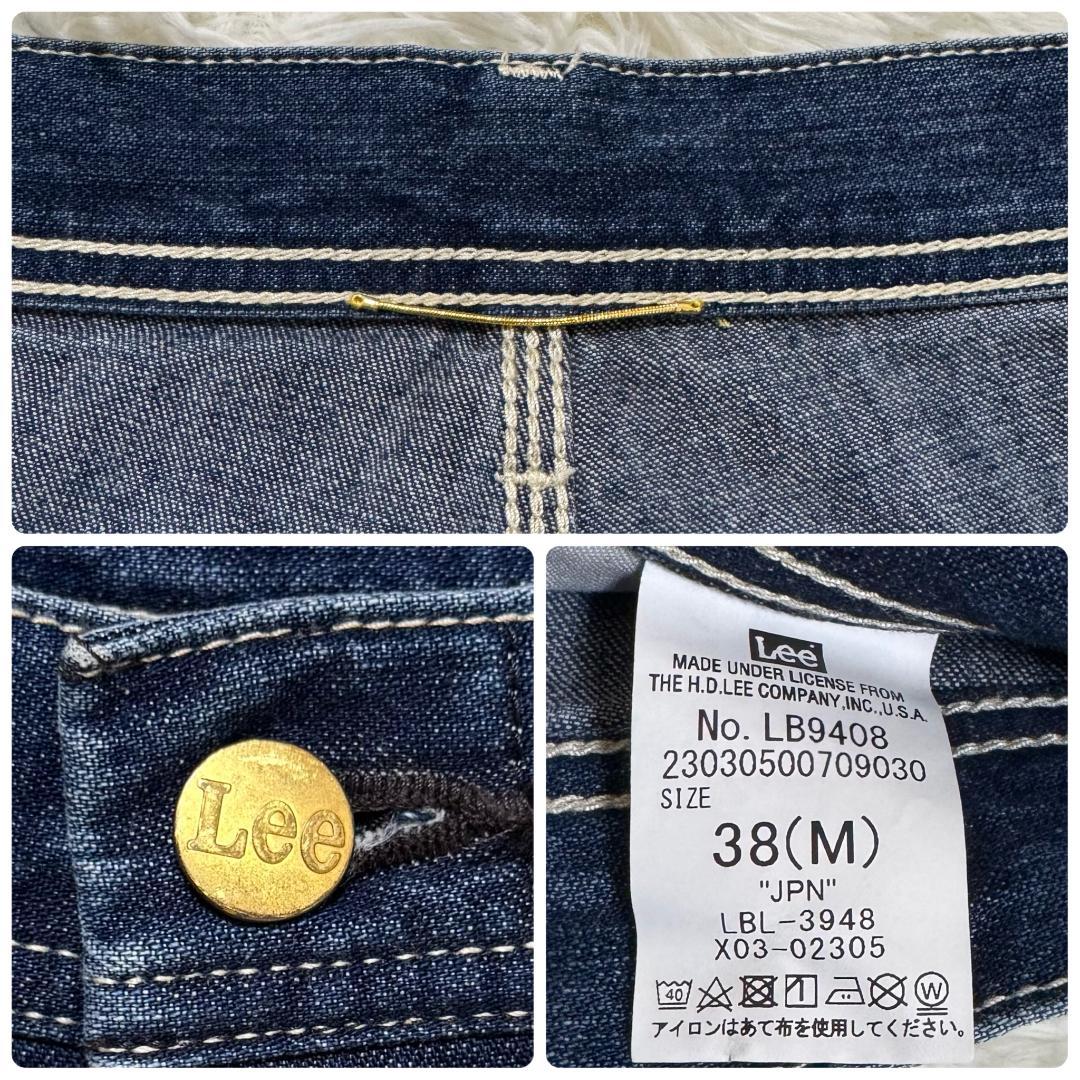 Lee
Lee
MADE UNDER LICENSE FROM
THE H.D.LEE COMPANY,INC.,U.S.A.
No. LB9408
23030500709030
SIZE
38(M)
"JPN"
LBL-3948
X03-02305
40 W
アイロンはあて布を使用してください。